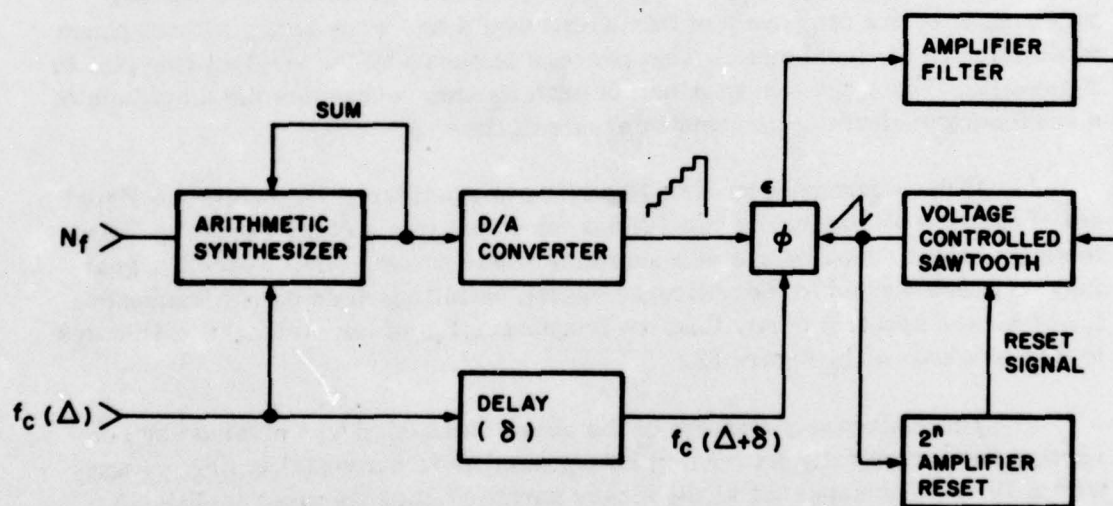 AMPLIFIER
FILTER
SUM
ϵ
N_f
ARITHMETIC
SYNTHESIZER
D/A
CONVERTER
ϕ
VOLTAGE
CONTROLLED
SAWTOOTH
RESET
SIGNAL
f_C (Δ)
DELAY
(δ)
f_C (Δ+δ)
2^n
AMPLIFIER
RESET